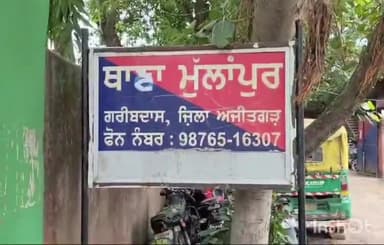 ਥਾਣਾ ਮੁੱਲਾਂਪੁਰ
ਗਰੀਬਦਾਸ, ਜ਼ਿਲਾ ਅਜੀਤਗੜ
ਫੋਨ ਨੰਬਰ : 98765-16307